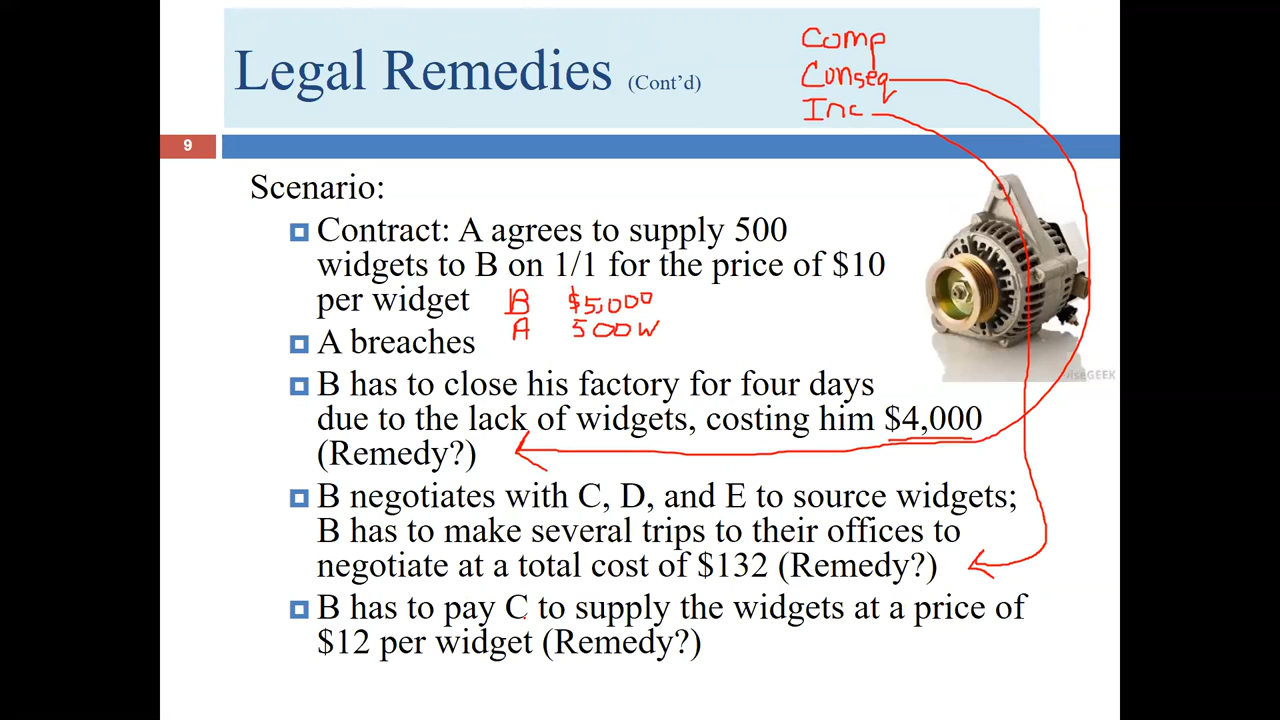 Comp
Legal Remedies (Cont'd)
Conseq
Inc
9
Scenario:
Contract: A agrees to supply 500
widgets to B on 1/1 for the price of $10
per widget
B $5,000
A 500W
A breaches
B has to close his factory for four days
due to the lack of widgets, costing him $4,000
(Remedy?)
B negotiates with C, D, and E to source widgets;
B has to make several trips to their offices to
negotiate at a total cost of $132 (Remedy?)
B has to pay C to supply the widgets at a price of
$12 per widget (Remedy?)